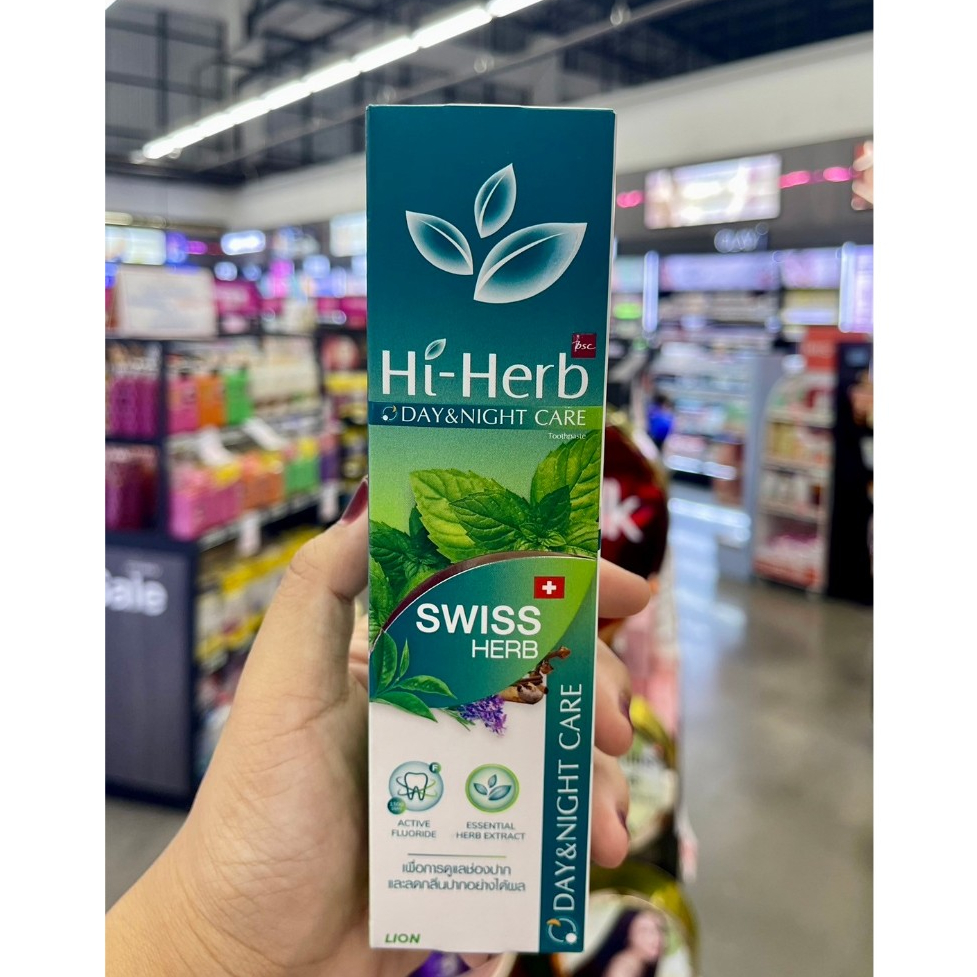 bsc
Hi-Herb
DAY&NIGHT CARE
Toothpaste
SWISS
HERB
ACTIVE
FLUORIDE
ESSENTIAL
HERB EXTRACT
เพื่อการดูแลช่องปาก
และลดกลิ่นปากอย่างได้ผล
DAY&NIGHT CARE
LION
ale